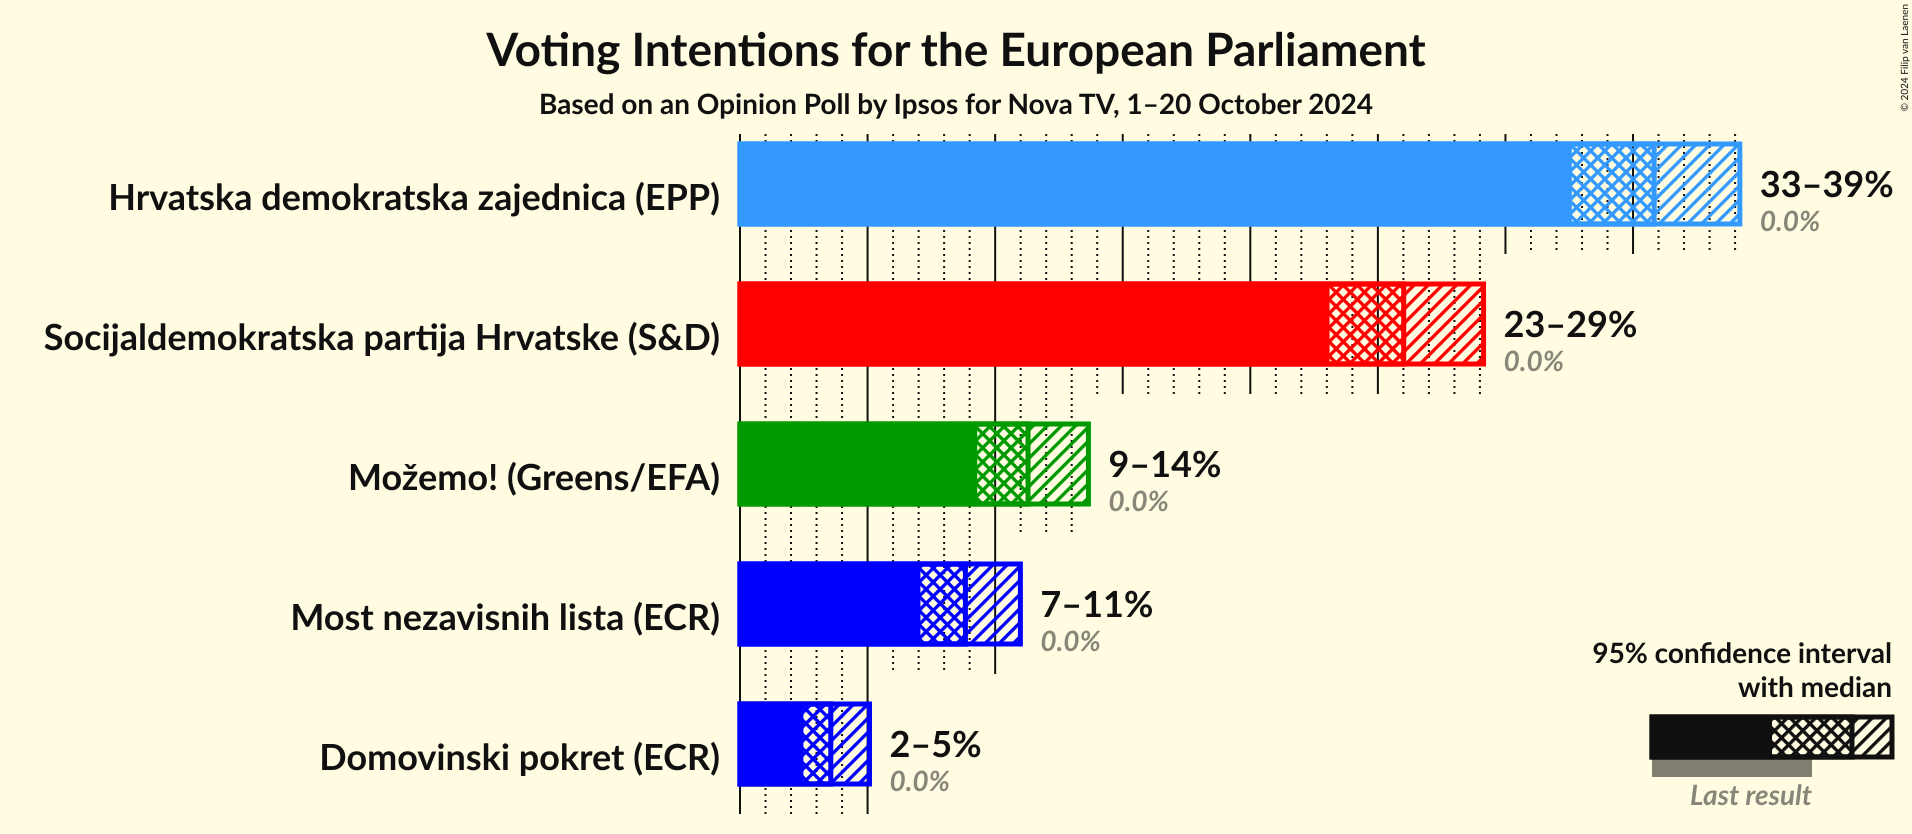 Voting Intentions for the European Parliament
Based on an Opinion Poll by Ipsos for Nova TV, 1–20 October 2024
© 2024 Filip van Laenen
Hrvatska demokratska zajednica (EPP)
33–39%
0.0%
Socijaldemokratska partija Hrvatske (S&D)
23–29%
0.0%
Možemo! (Greens/EFA)
9–14%
0.0%
Most nezavisnih lista (ECR)
7–11%
0.0%
Domovinski pokret (ECR)
2–5%
0.0%
95% confidence interval
with median
Last result